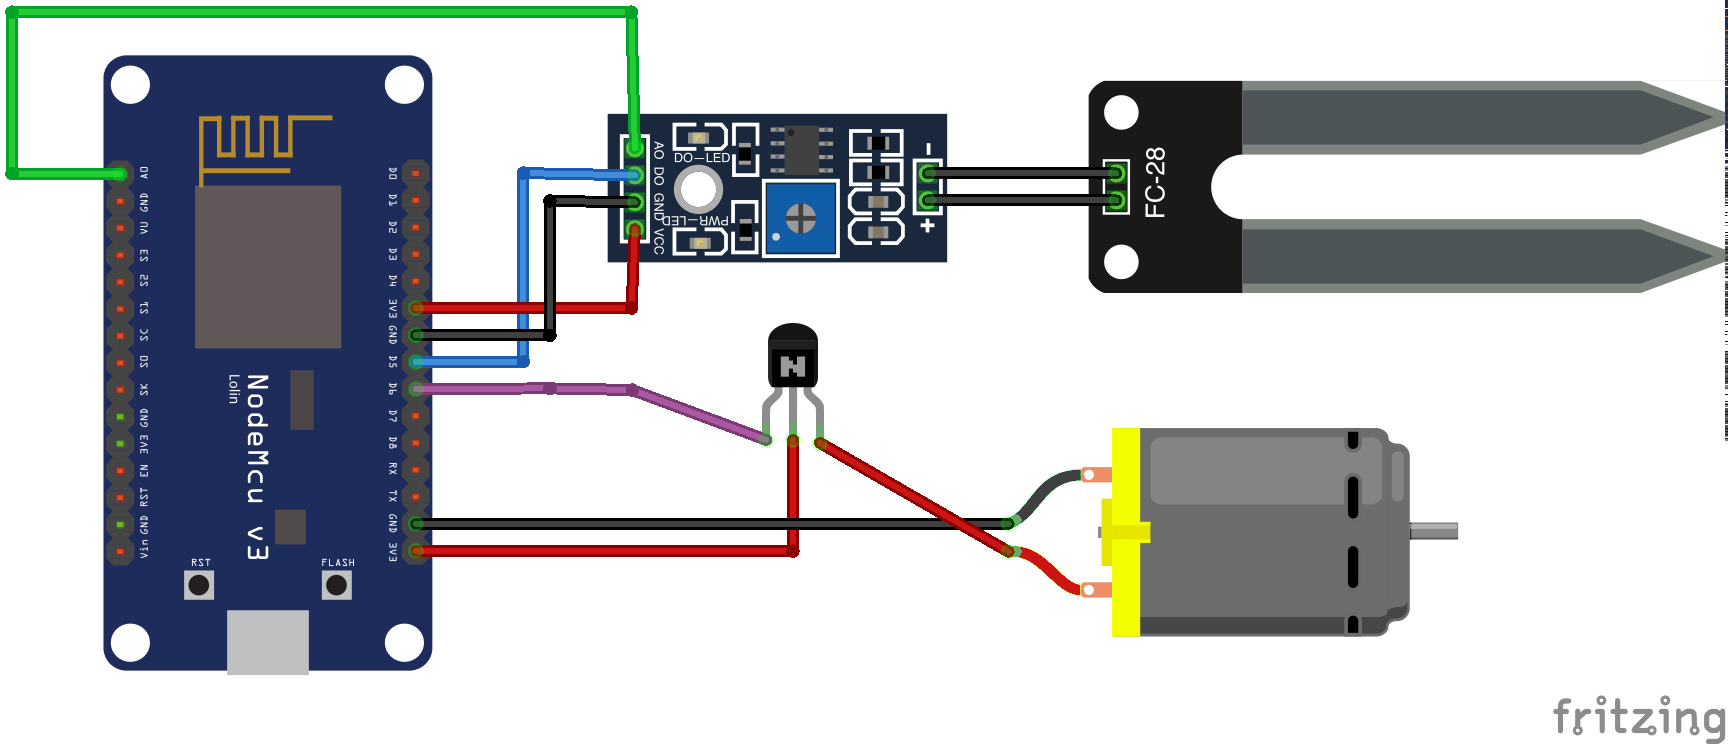 A0
GND
VU
S3
S2
S1
SC
S0
SK
GND
3V3
EN
RST
GND
Vin
D0
D1
D2
D3
D4
3V3
GND
D5
D6
D7
D8
RX
TX
GND
3V3
NodeMcu v3
Lolin
RST
FLASH
AO
DO
GND
VCC
DO-LED
PWR-LED
-
+
FC-28
N
fritzing